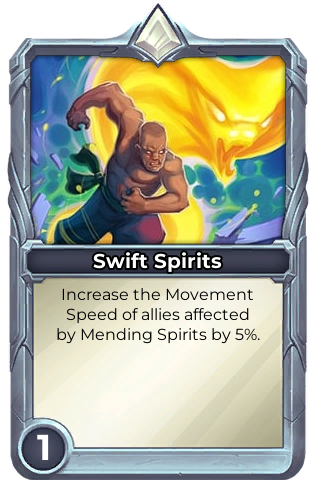 Swift Spirits
Increase the Movement
Speed of allies affected
by Mending Spirits by 5%.
1